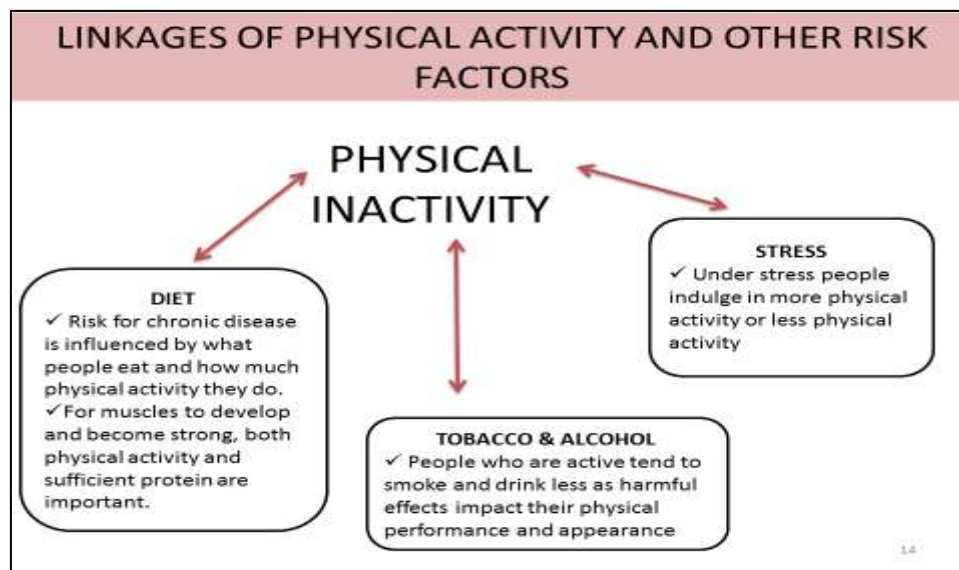 LINKAGES OF PHYSICAL ACTIVITY AND OTHER RISK
FACTORS
PHYSICAL
INACTIVITY
DIET
✓ Risk for chronic disease
is influenced by what
people eat and how much
physical activity they do.
✓For muscles to develop
and become strong, both
physical activity and
sufficient protein are
important.
TOBACCO & ALCOHOL
✓ People who are active tend to
smoke and drink less as harmful
effects impact their physical
performance and appearance
STRESS
✓ Under stress people
indulge in more physical
activity or less physical
activity
14